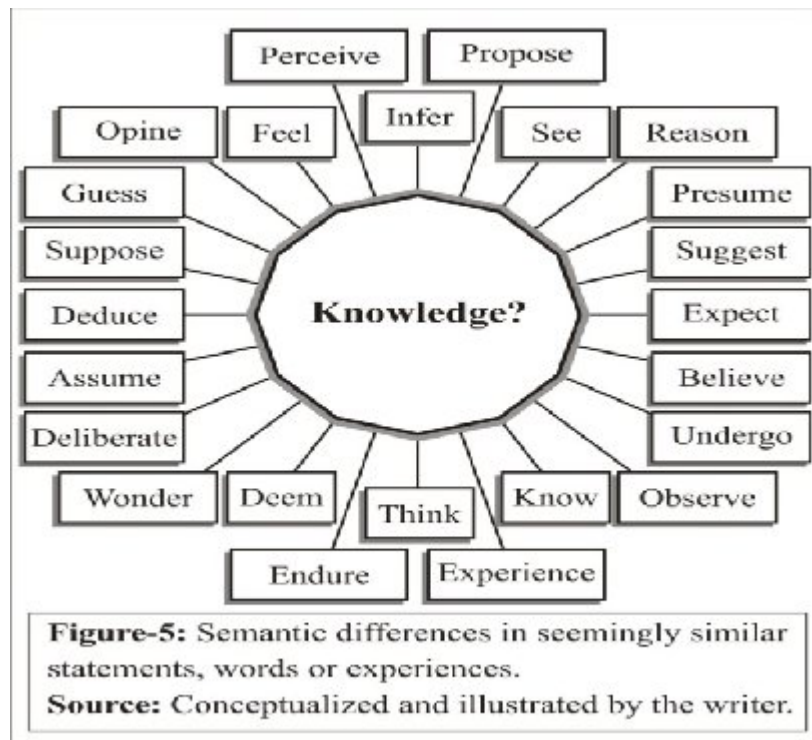 Perceive Propose
Infer
Opine Feel See Reason
Guess Presume
Suppose Suggest
Deduce Knowledge? Expect
Assume Believe
Deliberate Undergo
Wonder Deem Think Know Observe
Endure Experience
Figure-5: Semantic differences in seemingly similar
statements, words or experiences.
Source: Conceptualized and illustrated by the writer.